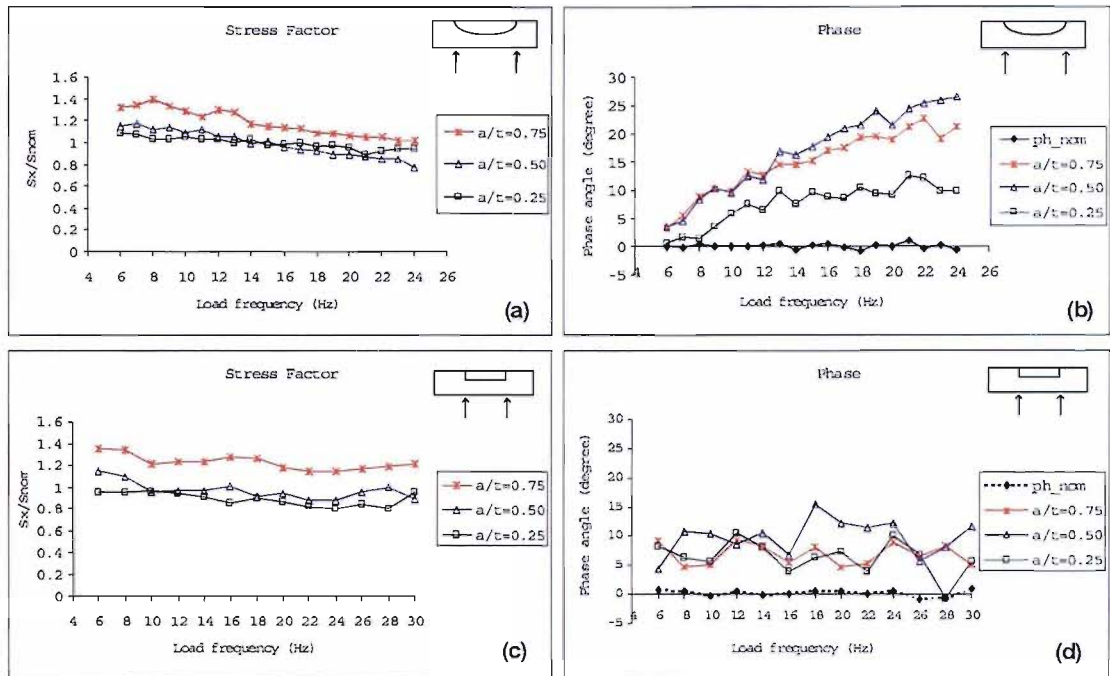 Stress Factor
1.6
1.4
1.2
1
0.8
0.6
0.4
0.2
0
Sx/Snom
4 6 8 10 12 14 16 18 20 22 24 26
Load frequency (Hz)
a/t=0.75
a/t=0.50
a/t=0.25
(a)
Phase
30
25
20
15
10
5
0
-5
Phase angle (degree)
4 6 8 10 12 14 16 18 20 22 24 26
Load frequency (Hz)
ph_nom
a/t=0.75
a/t=0.50
a/t=0.25
(b)
Stress Factor
1.6
1.4
1.2
1
0.8
0.6
0.4
0.2
0
Sx/Snom
4 6 8 10 12 14 16 18 20 22 24 26 28 30
Load frequency (Hz)
a/t=0.75
a/t=0.50
a/t=0.25
(c)
Phase
30
25
20
15
10
5
0
-5
Phase angle (degree)
4 6 8 10 12 14 16 18 20 22 24 26 28 30
Load frequency (Hz)
ph_nom
a/t=0.75
a/t=0.50
a/t=0.25
(d)